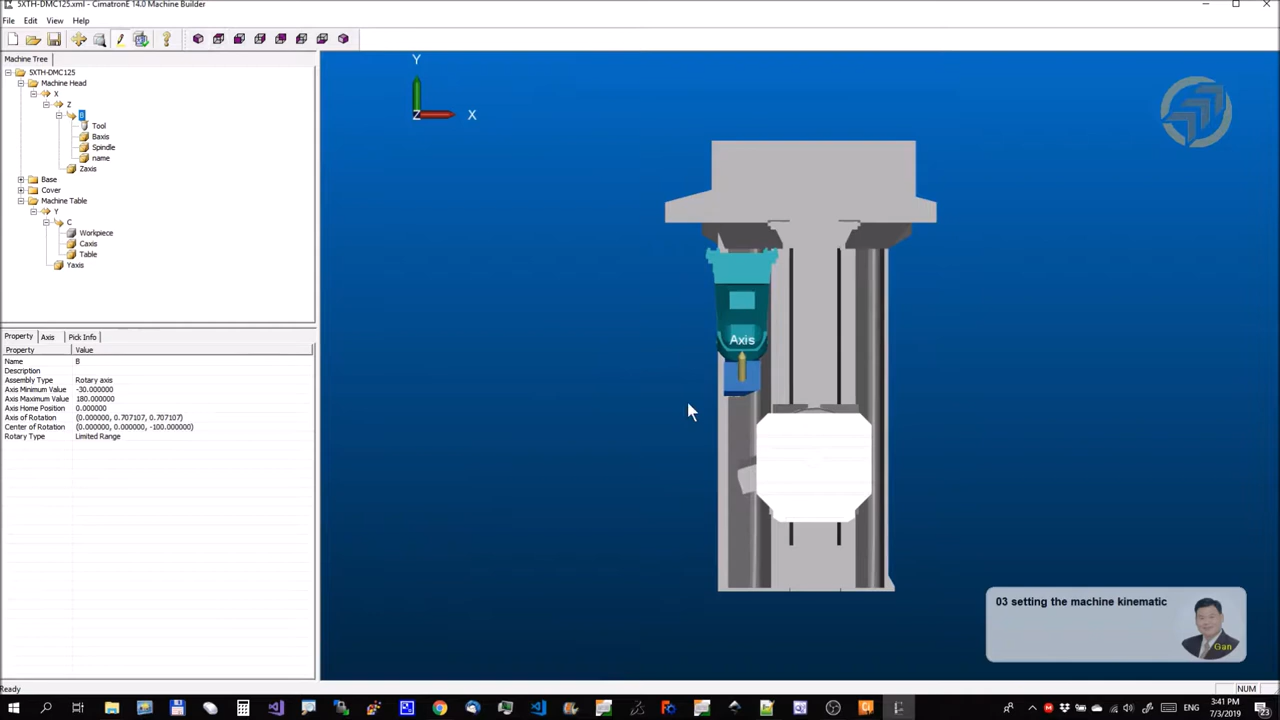 5XTH-DMC125.xml - CimatronE 14.0 Machine Builder
File Edit View Help
Machine Tree
5XTH-DMC125
Machine Head
X
Z
B
Tool
Baxis
Spindle
name
Zaxis
Base
Cover
Machine Table
Y
C
Workpiece
Caxis
Table
Yaxis
Property Axis Pick Info
Property Value
Name B
Description
Assembly Type Rotary axis
Axis Minimum Value -30.000000
Axis Maximum Value 180.000000
Axis Home Position 0.000000
Axis of Rotation (0.000000, 0.707107, 0.707107)
Center of Rotation (0.000000, 0.000000, -100.000000)
Rotary Type Limited Range
Y
Z X
Axis
03 setting the machine kinematic
Gan
Ready NUM
ENG
3:41 PM
7/3/2019
23